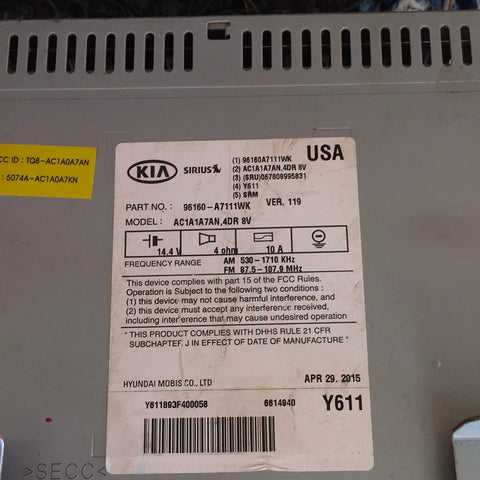 CC ID : TQ8-AC1A0A7AN
: 5074A-AC1A0A7KN
KIA
SIRIUS
(1) 96160A7111WK
(2) AC1A1A7AN,4DR 8V
(3) (SRU)067808995831
(4) Y611
(5) SRM
USA
PART NO. : 96160-A7111WK VER. 119
MODEL: AC1A1A7AN,4DR 8V
14.4 V
4 ohm
10 A
FREQUENCY RANGE
AM 530-1710 KHz
FM 87.5-107.9 MHz
This device complies with part 15 of the FCC Rules.
Operation is Subject to the following two conditions:
(1) this device may not cause harmful interference, and
(2) this device must accept any interference received,
including interference that may cause undesired operation
" THIS PRODUCT COMPLIES WITH DHHS RULE 21 CFR
SUBCHAPTER J IN EFFECT OF DATE OF MANUFACTURE "
HYUNDAI MOBIS CO., LTD
APR 29. 2015
Y611893F400058
6614940
Y611
>SECC<